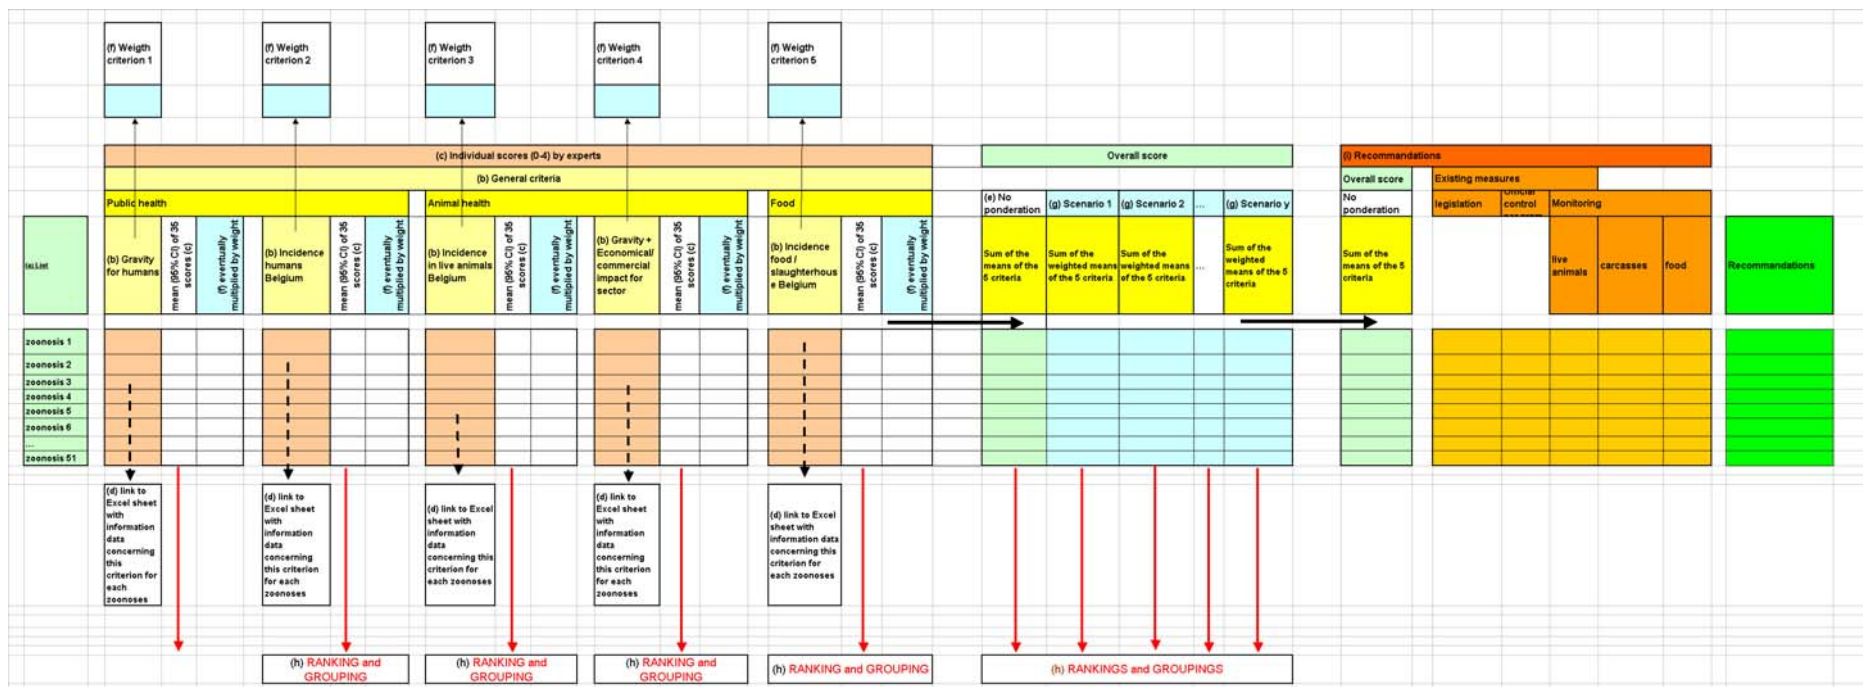 (f) Weigth
criterion 1
(f) Weigth
criterion 2
(f) Weigth
criterion 3
(f) Weigth
criterion 4
(f) Weigth
criterion 5
(c) Individual scores (0-4) by experts
Overall score
(i) Recommandations
(b) General criteria
Overall score
Existing measures
Public health
Animal health
Food
(e) No
ponderation
(g) Scenario 1
(g) Scenario 2
...
(g) Scenario y
No
ponderation
legislation
control
Monitoring
(a) List
(b) Gravity
for humans
mean (95% CI) of 35
scores (c)
(f) eventually
multiplied by weight
(b) Incidence
humans
Belgium
mean (95% CI) of 35
scores (c)
(f) eventually
multiplied by weight
(b) Incidence
in live animals
Belgium
mean (95% CI) of 35
scores (c)
(f) eventually
multiplied by weight
(b) Gravity +
Economical/
commercial
impact for
sector
mean (95% CI) of 35
scores (c)
(f) eventually
multiplied by weight
(b) Incidence
food /
slaughterhous
e Belgium
mean (95% CI) of 35
scores (c)
(f) eventually
multiplied by weight
Sum of the
means of the
5 criteria
Sum of the
weighted means
of the 5 criteria
Sum of the
weighted means
of the 5 criteria
...
Sum of the
weighted
means of the 5
criteria
Sum of the
means of the 5
criteria
live
animals
carcasses
food
Recommandations
zoonosis 1
zoonosis 2
zoonosis 3
zoonosis 4
zoonosis 5
zoonosis 6
...
zoonosis 51
(d) link to
Excel sheet
with
information
data
concerning
this
criterion for
each
zoonoses
(d) link to
Excel sheet
with
information
data
concerning
this criterion
for each
zoonoses
(d) link to Excel
sheet with
information
data
concerning this
criterion for
each zoonoses
(d) link to
Excel sheet
with
information
data
concerning
this criterion
for each
zoonoses
(d) link to Excel
sheet with
information data
concerning this
criterion for
each zoonoses
(h) RANKING and
GROUPING
(h) RANKING and
GROUPING
(h) RANKING and
GROUPING
(h) RANKING and GROUPING
(h) RANKINGS and GROUPINGS